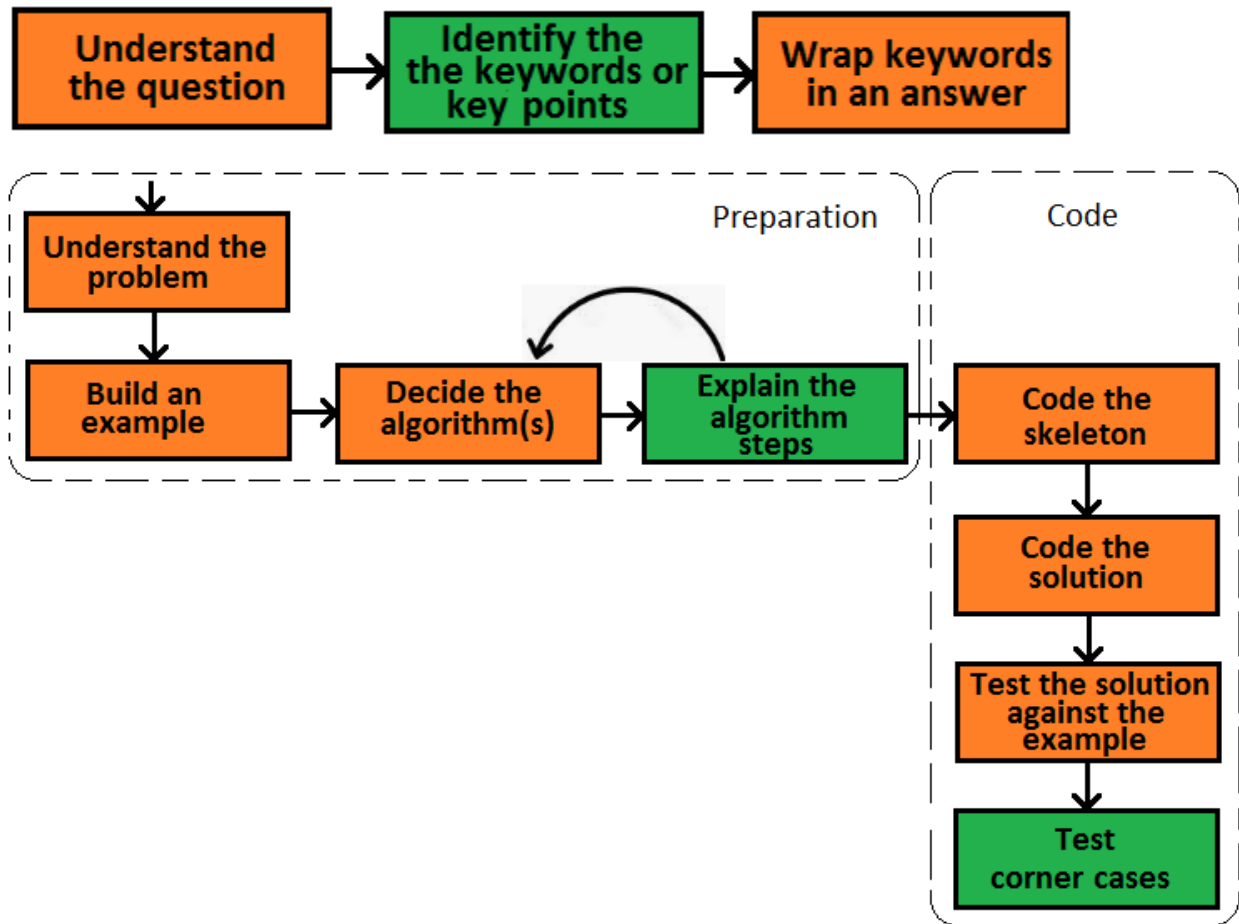 Understand
the question
Identify the
the keywords or
key points
Wrap keywords
in an answer
Preparation
Code
Understand the
problem
Build an
example
Decide the
algorithm(s)
Explain the
algorithm
steps
Code the
skeleton
Code the
solution
Test the solution
against the
example
Test
corner cases